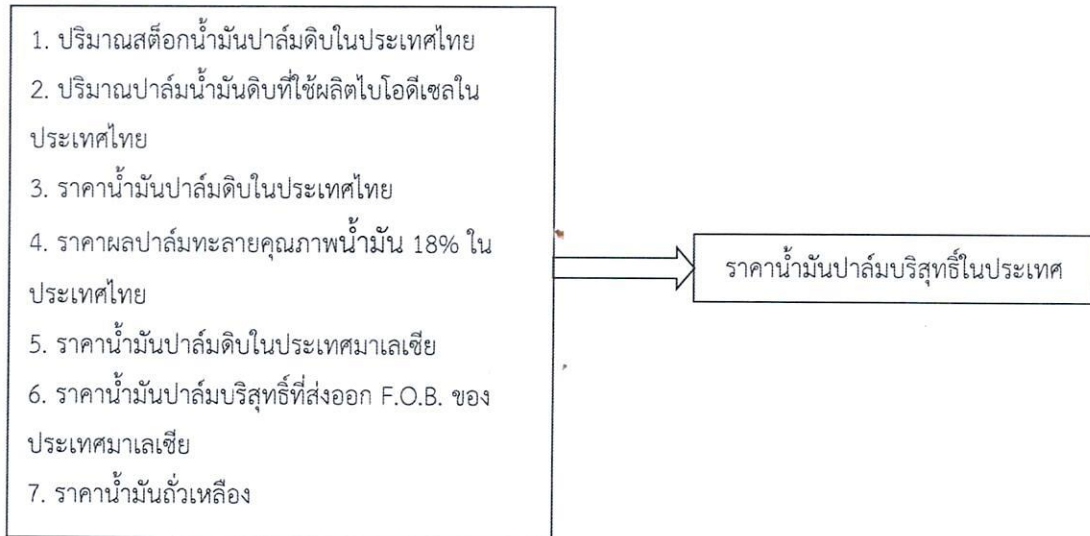 1. ปริมาณสต็อกน้ำมันปาล์มดิบในประเทศไทย
2. ปริมาณปาล์มน้ำมันดิบที่ใช้ผลิตไบโอดีเซลใน
ประเทศไทย
3. ราคาน้ำมันปาล์มดิบในประเทศไทย
4. ราคาผลปาล์มทะลายคุณภาพน้ำมัน 18% ใน
ประเทศไทย
5. ราคาน้ำมันปาล์มดิบในประเทศมาเลเซีย
6. ราคาน้ำมันปาล์มบริสุทธิ์ที่ส่งออก F.O.B. ของ
ประเทศมาเลเซีย
7. ราคาน้ำมันถั่วเหลือง
ราคาน้ำมันปาล์มบริสุทธิ์ในประเทศ